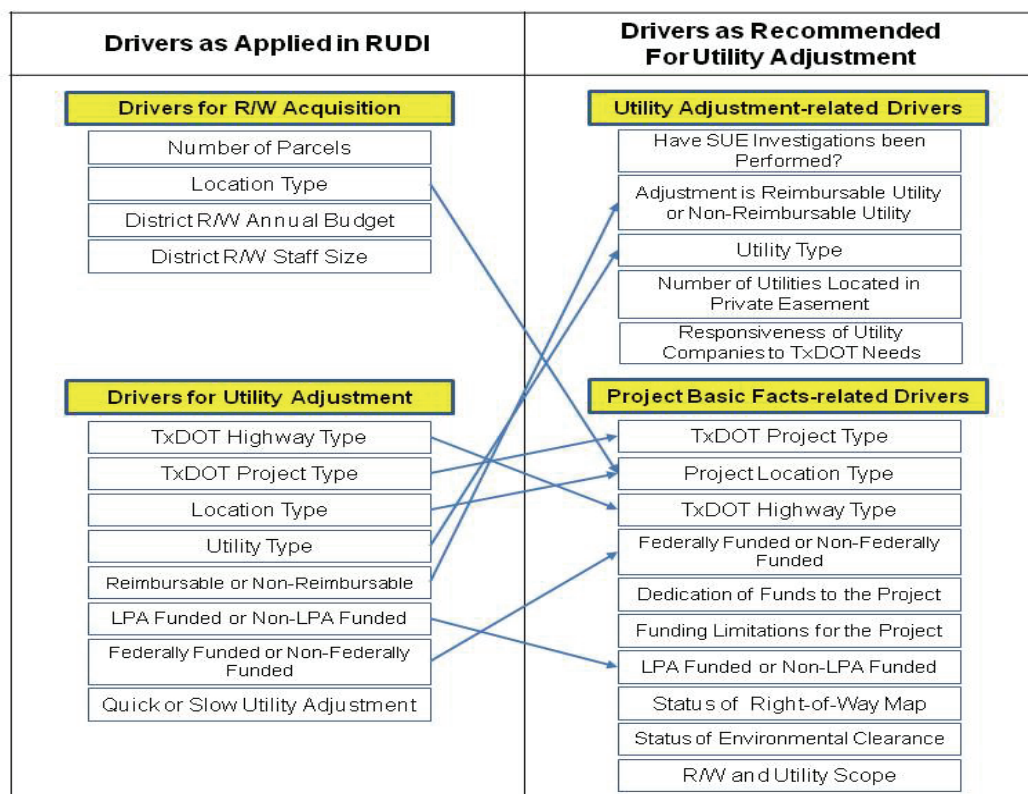 Drivers as Applied in RUDI
Drivers for R/W Acquisition
Number of Parcels
Location Type
District R/W Annual Budget
District R/W Staff Size
Drivers for Utility Adjustment
TxDOT Highway Type
TxDOT Project Type
Location Type
Utility Type
Reimbursable or Non-Reimbursable
LPA Funded or Non-LPA Funded
Federally Funded or Non-Federally
Funded
Quick or Slow Utility Adjustment
Drivers as Recommended
For Utility Adjustment
Utility Adjustment-related Drivers
Have SUE Investigations been
Performed?
Adjustment is Reimbursable Utility
or Non-Reimbursable Utility
Utility Type
Number of Utilities Located in
Private Easement
Responsiveness of Utility
Companies to TxDOT Needs
Project Basic Facts-related Drivers
TxDOT Project Type
Project Location Type
TxDOT Highway Type
Federally Funded or Non-Federally
Funded
Dedication of Funds to the Project
Funding Limitations for the Project
LPA Funded or Non-LPA Funded
Status of Right-of-Way Map
Status of Environmental Clearance
R/W and Utility Scope